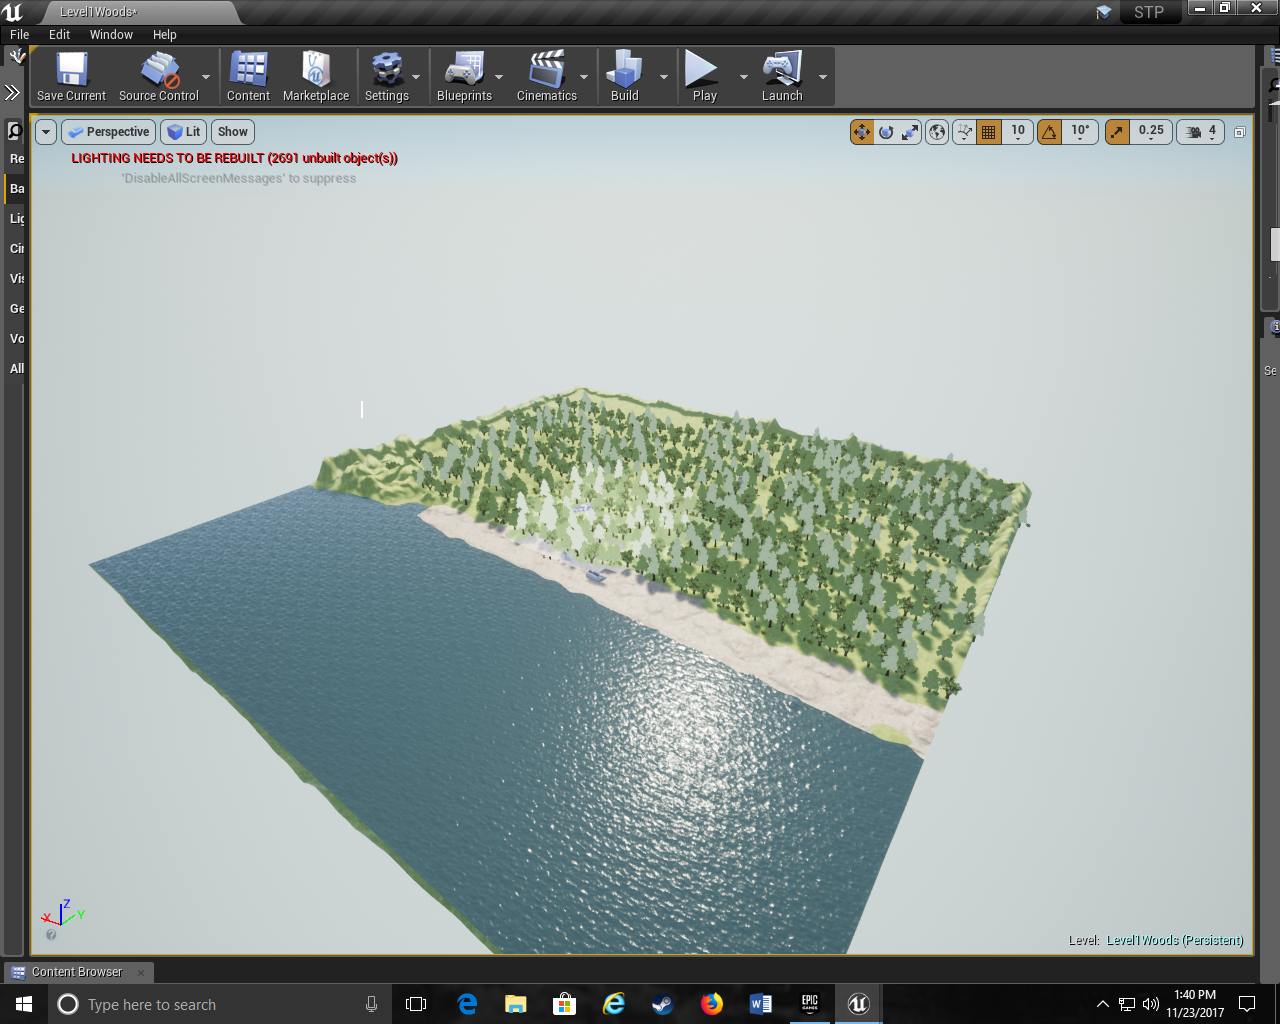 Level1Woods*
STP
File Edit Window Help
Save Current Source Control Content Marketplace Settings Blueprints Cinematics Build Play Launch
Perspective Lit Show 10 10° 0.25 4
LIGHTING NEEDS TO BE REBUILT (2691 unbuilt object(s))
'DisableAllScreenMessages' to suppress
Re
Ba
Lig
Cin
Vis
Ge
Vo
All
Se
Z
X Y
Level: Level1Woods (Persistent)
Content Browser
Type here to search
EPIC
GAMES
1:40 PM
11/23/2017